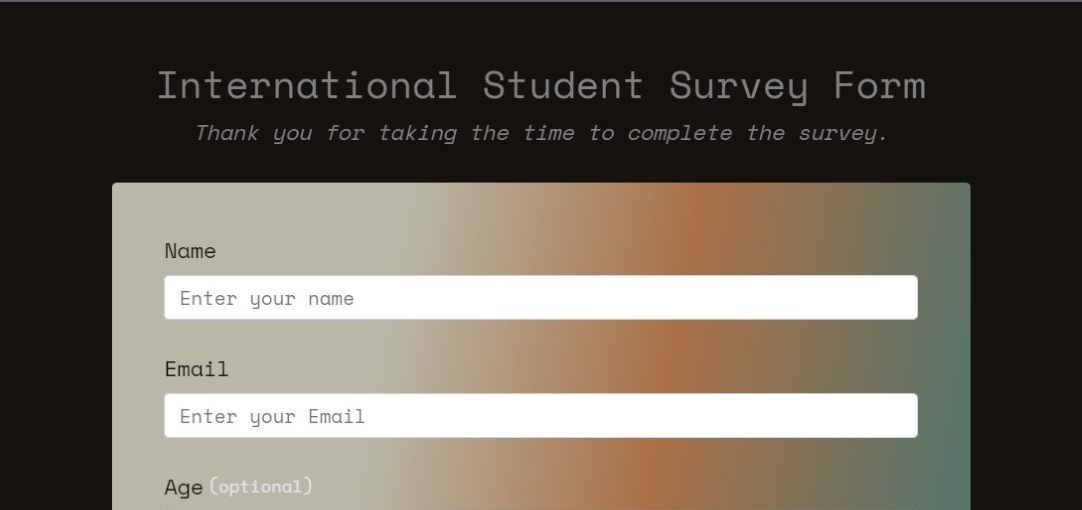 International Student Survey Form
Thank you for taking the time to complete the survey.
Name
Enter your name
Email
Enter your Email
Age (optional)